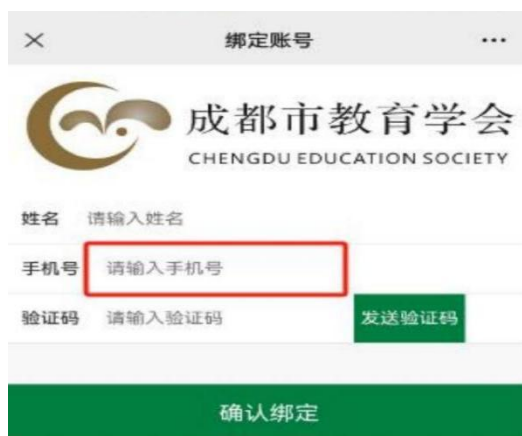 绑定账号
成都市教育学会
CHENGDU EDUCATION SOCIETY
姓名 请输入姓名
手机号 请输入手机号
验证码 请输入验证码 发送验证码
确认绑定